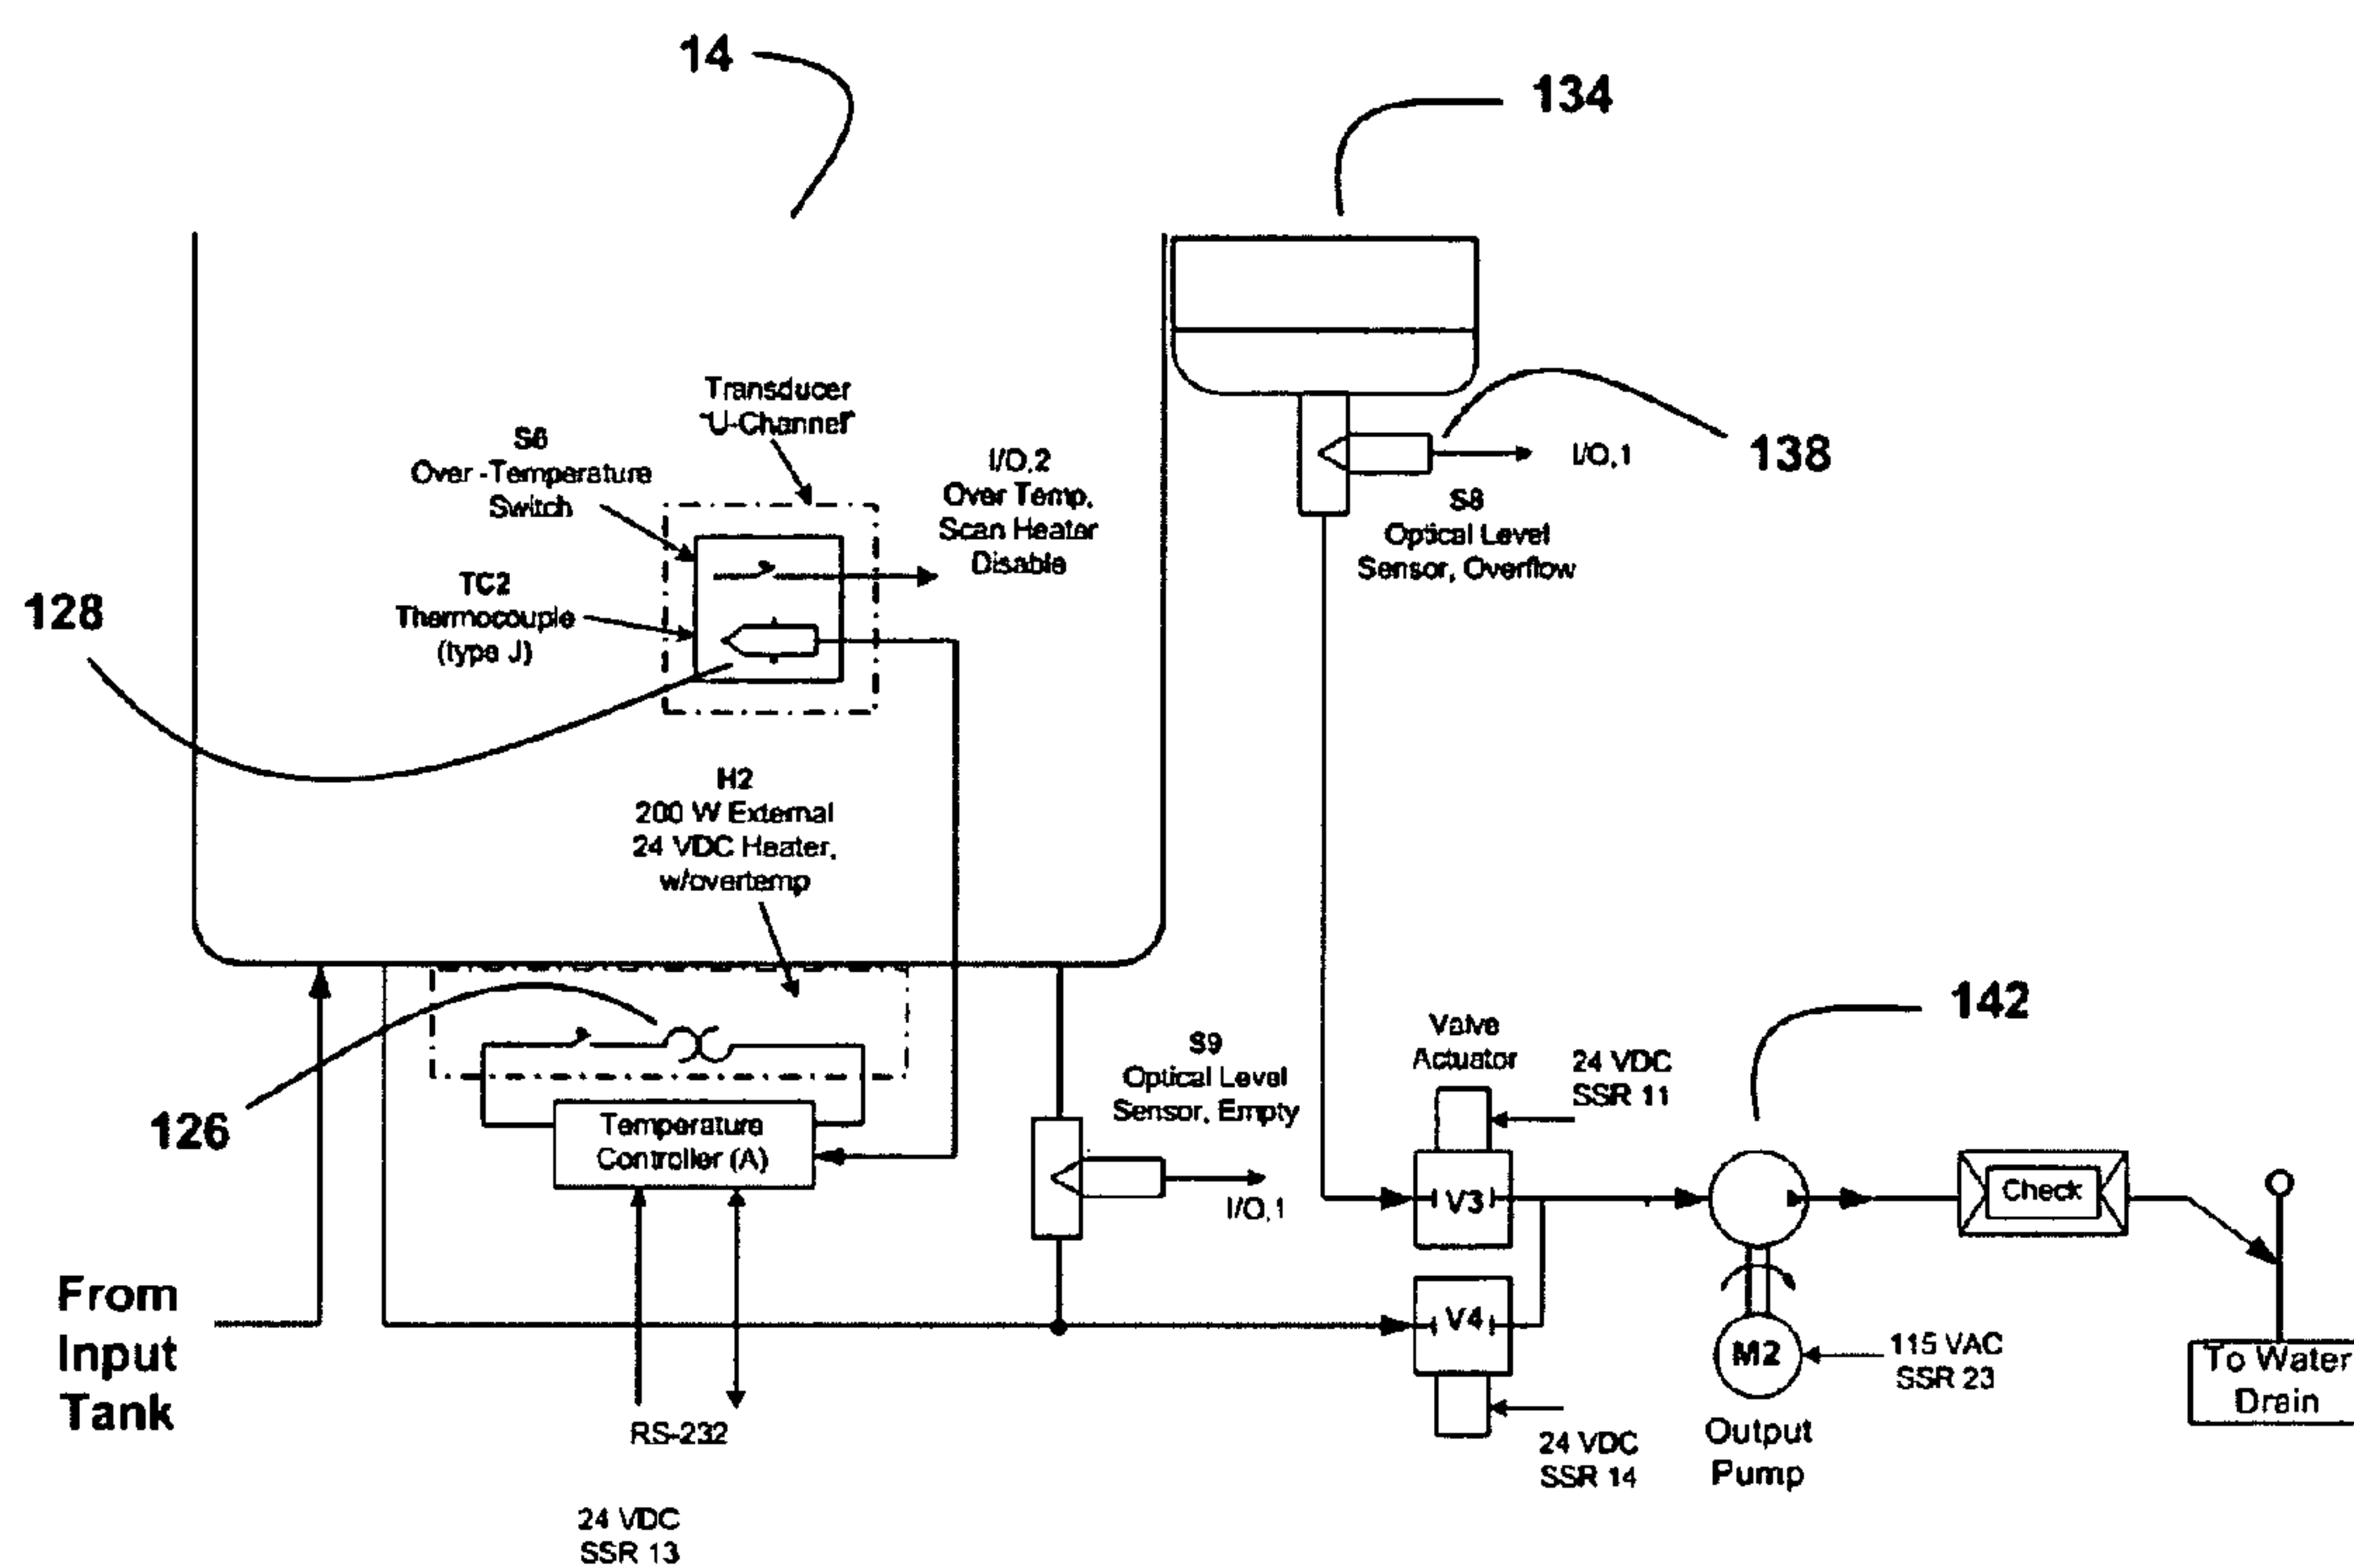 14
134
Transducer
"U-Channel"
S6
Over -Temperature
Switch
I/O,2
Over Temp,
Scan Heater
Disable
I/O,1
138
S8
Optical Level
Sensor, Overflow
TC2
Thermocouple
(type J)
128
H2
200 W External
24 VDC Heater,
w/overtemp
142
Valve
Actuator
24 VDC
SSR 11
S9
Optical Level
Sensor, Empty
126
Temperature
Controller (A)
I/O,1
V3
Check
From
Input
Tank
V4
M2
115 VAC
SSR 23
To Water
Drain
RS-232
24 VDC
SSR 14
Output
Pump
24 VDC
SSR 13